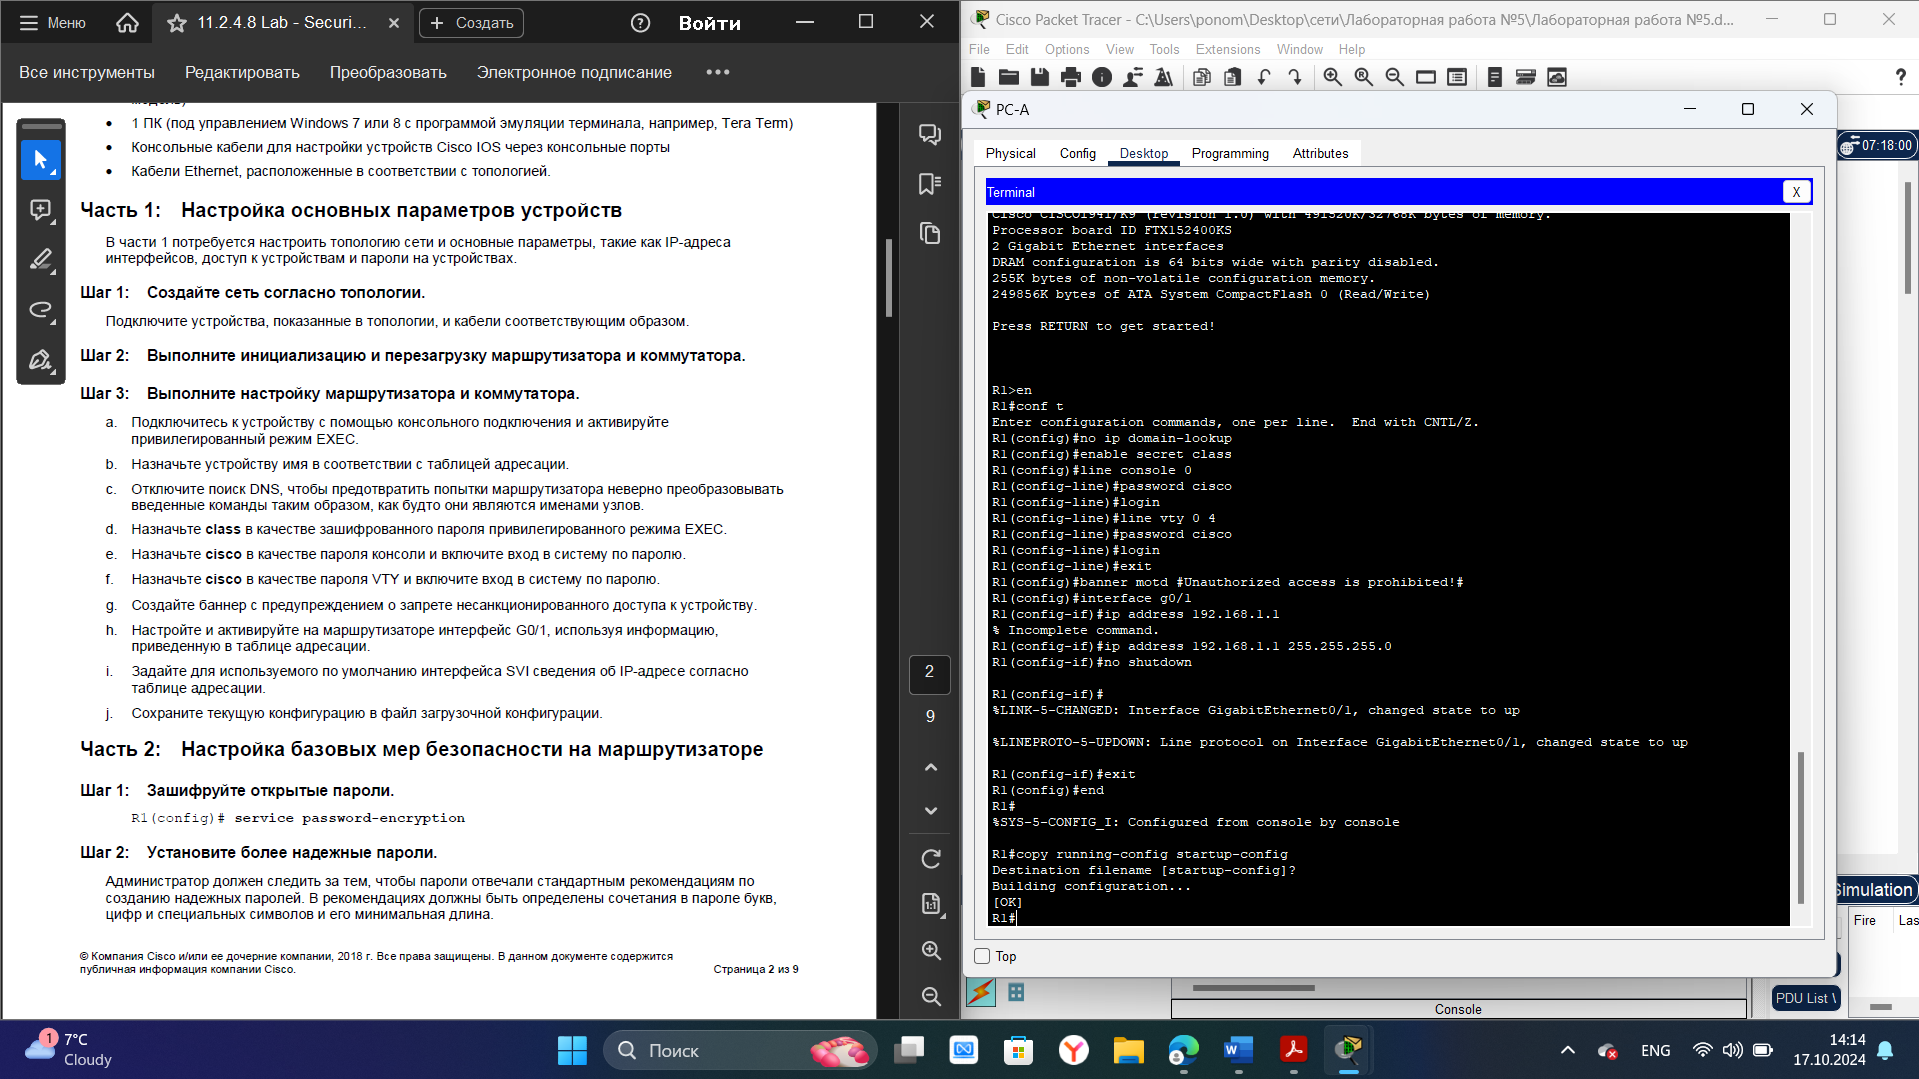 Меню
11.2.4.8 Lab - Securi...
Создать
Войти
Все инструменты
Редактировать
Преобразовать
Электронное подписание
модель)
• 1 ПК (под управлением Windows 7 или 8 с программой эмуляции терминала, например, Tera Term)
• Консольные кабели для настройки устройств Cisco IOS через консольные порты
• Кабели Ethernet, расположенные в соответствии с топологией.
Часть 1: Настройка основных параметров устройств
В части 1 потребуется настроить топологию сети и основные параметры, такие как IP-адреса
интерфейсов, доступ к устройствам и пароли на устройствах.
Шаг 1: Создайте сеть согласно топологии.
Подключите устройства, показанные в топологии, и кабели соответствующим образом.
Шаг 2: Выполните инициализацию и перезагрузку маршрутизатора и коммутатора.
Шаг 3: Выполните настройку маршрутизатора и коммутатора.
a. Подключитесь к устройству с помощью консольного подключения и активируйте
привилегированный режим EXEC.
b. Назначьте устройству имя в соответствии с таблицей адресации.
c. Отключите поиск DNS, чтобы предотвратить попытки маршрутизатора неверно преобразовывать
введенные команды таким образом, как будто они являются именами узлов.
d. Назначьте class в качестве зашифрованного пароля привилегированного режима EXEC.
e. Назначьте cisco в качестве пароля консоли и включите вход в систему по паролю.
f. Назначьте cisco в качестве пароля VTY и включите вход в систему по паролю.
g. Создайте баннер с предупреждением о запрете несанкционированного доступа к устройству.
h. Настройте и активируйте на маршрутизаторе интерфейс G0/1, используя информацию,
приведенную в таблице адресации.
i. Задайте для используемого по умолчанию интерфейса SVI сведения об IP-адресе согласно
таблице адресации.
j. Сохраните текущую конфигурацию в файл загрузочной конфигурации.
Часть 2: Настройка базовых мер безопасности на маршрутизаторе
Шаг 1: Зашифруйте открытые пароли.
R1(config)# service password-encryption
Шаг 2: Установите более надежные пароли.
Администратор должен следить за тем, чтобы пароли отвечали стандартным рекомендациям по
созданию надежных паролей. В рекомендациях должны быть определены сочетания в пароле букв,
цифр и специальных символов и его минимальная длина.
© Компания Cisco и/или ее дочерние компании, 2018 г. Все права защищены. В данном документе содержится
публичная информация компании Cisco.
Страница 2 из 9
2
9
1:1
Cisco Packet Tracer - C:\Users\ponom\Desktop\сети\Лабораторная работа №5\Лабораторная работа №5.d...
File Edit Options View Tools Extensions Window Help
?
PC-A
Physical Config Desktop Programming Attributes
Terminal
X
Cisco CISCO1941/K9 (revision 1.0) with 491520K/32768K bytes of memory.
Processor board ID FTX152400KS
2 Gigabit Ethernet interfaces
DRAM configuration is 64 bits wide with parity disabled.
255K bytes of non-volatile configuration memory.
249856K bytes of ATA System CompactFlash 0 (Read/Write)
Press RETURN to get started!
R1>en
R1#conf t
Enter configuration commands, one per line.  End with CNTL/Z.
R1(config)#no ip domain-lookup
R1(config)#enable secret class
R1(config)#line console 0
R1(config-line)#password cisco
R1(config-line)#login
R1(config-line)#line vty 0 4
R1(config-line)#password cisco
R1(config-line)#login
R1(config-line)#exit
R1(config)#banner motd #Unauthorized access is prohibited!#
R1(config)#interface g0/1
R1(config-if)#ip address 192.168.1.1
% Incomplete command.
R1(config-if)#ip address 192.168.1.1 255.255.255.0
R1(config-if)#no shutdown
R1(config-if)#
%LINK-5-CHANGED: Interface GigabitEthernet0/1, changed state to up
%LINEPROTO-5-UPDOWN: Line protocol on Interface GigabitEthernet0/1, changed state to up
R1(config-if)#exit
R1(config)#end
R1#
%SYS-5-CONFIG_I: Configured from console by console
R1#copy running-config startup-config
Destination filename [startup-config]?
Building configuration...
[OK]
R1#
Top
07:18:00
Simulation
Fire Las
PDU List \
Console
1
7°C
Cloudy
Поиск
ENG
14:14
17.10.2024